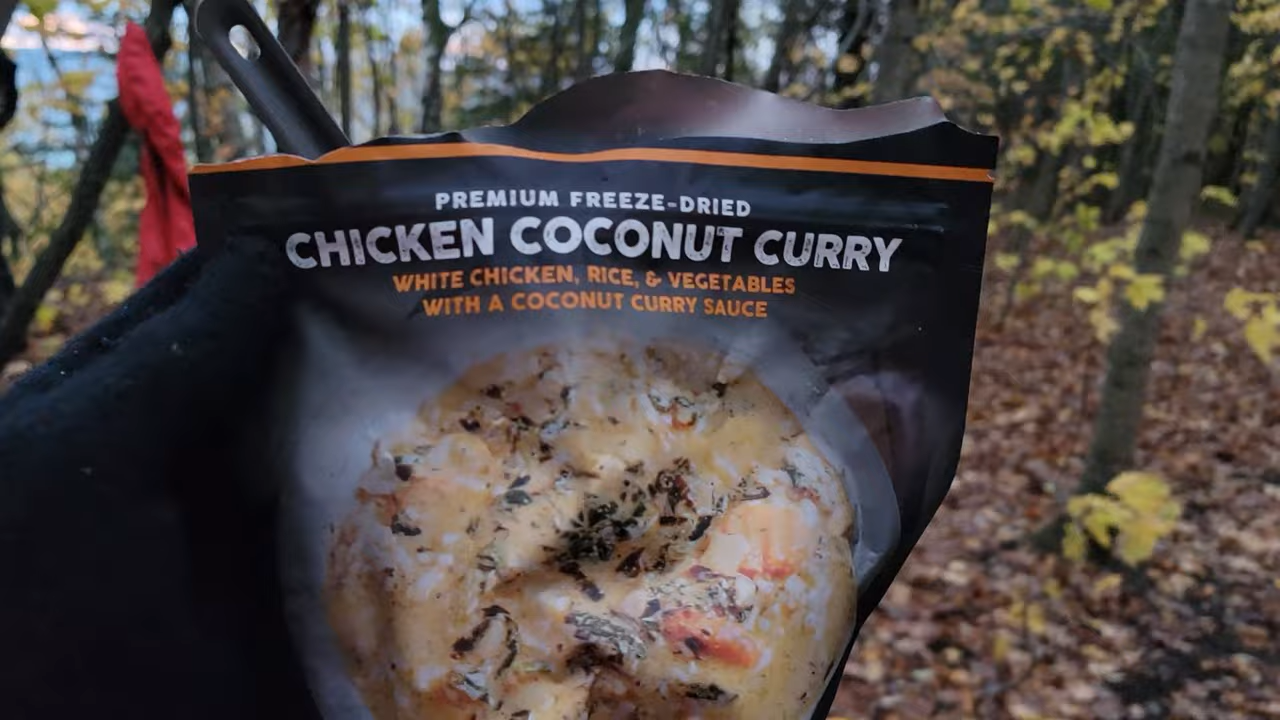 PREMIUM FREEZE-DRIED
CHICKEN COCONUT CURRY
WHITE CHICKEN, RICE, & VEGETABLES
WITH A COCONUT CURRY SAUCE